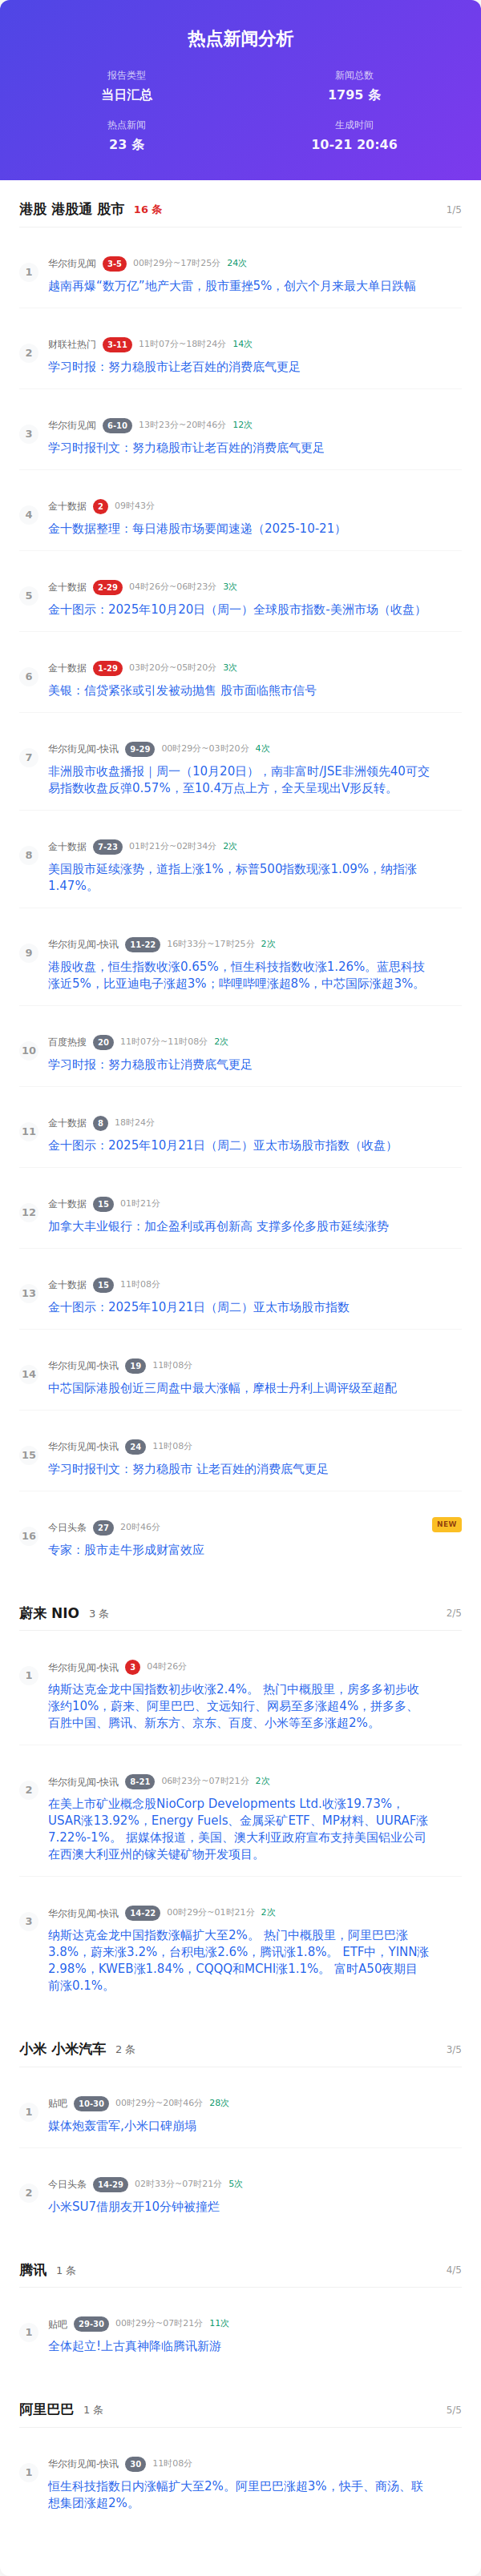 热点新闻分析
报告类型
当日汇总
新闻总数
1795 条
热点新闻
23 条
生成时间
10-21 20:46
港股 港股通 股市 16 条 1/5
1 华尔街见闻 3-5 00时29分~17时25分 24次
越南再爆“数万亿”地产大雷，股市重挫5%，创六个月来最大单日跌幅
2 财联社热门 3-11 11时07分~18时24分 14次
学习时报：努力稳股市让老百姓的消费底气更足
3 华尔街见闻 6-10 13时23分~20时46分 12次
学习时报刊文：努力稳股市让老百姓的消费底气更足
4 金十数据 2 09时43分
金十数据整理：每日港股市场要闻速递（2025-10-21）
5 金十数据 2-29 04时26分~06时23分 3次
金十图示：2025年10月20日（周一）全球股市指数-美洲市场（收盘）
6 金十数据 1-29 03时20分~05时20分 3次
美银：信贷紧张或引发被动抛售 股市面临熊市信号
7 华尔街见闻-快讯 9-29 00时29分~03时20分 4次
非洲股市收盘播报｜周一（10月20日），南非富时/JSE非洲领先40可交
易指数收盘反弹0.57%，至10.4万点上方，全天呈现出V形反转。
8 金十数据 7-23 01时21分~02时34分 2次
美国股市延续涨势，道指上涨1%，标普500指数现涨1.09%，纳指涨
1.47%。
9 华尔街见闻-快讯 11-22 16时33分~17时25分 2次
港股收盘，恒生指数收涨0.65%，恒生科技指数收涨1.26%。蓝思科技
涨近5%，比亚迪电子涨超3%；哔哩哔哩涨超8%，中芯国际涨超3%。
10 百度热搜 20 11时07分~11时08分 2次
学习时报：努力稳股市让消费底气更足
11 金十数据 8 18时24分
金十图示：2025年10月21日（周二）亚太市场股市指数（收盘）
12 金十数据 15 01时21分
加拿大丰业银行：加企盈利或再创新高 支撑多伦多股市延续涨势
13 金十数据 15 11时08分
金十图示：2025年10月21日（周二）亚太市场股市指数
14 华尔街见闻-快讯 19 11时08分
中芯国际港股创近三周盘中最大涨幅，摩根士丹利上调评级至超配
15 华尔街见闻-快讯 24 11时08分
学习时报刊文：努力稳股市 让老百姓的消费底气更足
16 今日头条 27 20时46分 NEW
专家：股市走牛形成财富效应
蔚来 NIO 3 条 2/5
1 华尔街见闻-快讯 3 04时26分
纳斯达克金龙中国指数初步收涨2.4%。 热门中概股里，房多多初步收
涨约10%，蔚来、阿里巴巴、文远知行、网易至多涨超4%，拼多多、
百胜中国、腾讯、新东方、京东、百度、小米等至多涨超2%。
2 华尔街见闻-快讯 8-21 06时23分~07时21分 2次
在美上市矿业概念股NioCorp Developments Ltd.收涨19.73%，
USAR涨13.92%，Energy Fuels、金属采矿ETF、MP材料、UURAF涨
7.22%-1%。 据媒体报道，美国、澳大利亚政府宣布支持美国铝业公司
在西澳大利亚州的镓关键矿物开发项目。
3 华尔街见闻-快讯 14-22 00时29分~01时21分 2次
纳斯达克金龙中国指数涨幅扩大至2%。 热门中概股里，阿里巴巴涨
3.8%，蔚来涨3.2%，台积电涨2.6%，腾讯涨1.8%。 ETF中，YINN涨
2.98%，KWEB涨1.84%，CQQQ和MCHI涨1.1%。 富时A50夜期目
前涨0.1%。
小米 小米汽车 2 条 3/5
1 贴吧 10-30 00时29分~20时46分 28次
媒体炮轰雷军,小米口碑崩塌
2 今日头条 14-29 02时33分~07时21分 5次
小米SU7借朋友开10分钟被撞烂
腾讯 1 条 4/5
1 贴吧 29-30 00时29分~07时21分 11次
全体起立!上古真神降临腾讯新游
阿里巴巴 1 条 5/5
1 华尔街见闻-快讯 30 11时08分
恒生科技指数日内涨幅扩大至2%。阿里巴巴涨超3%，快手、商汤、联
想集团涨超2%。